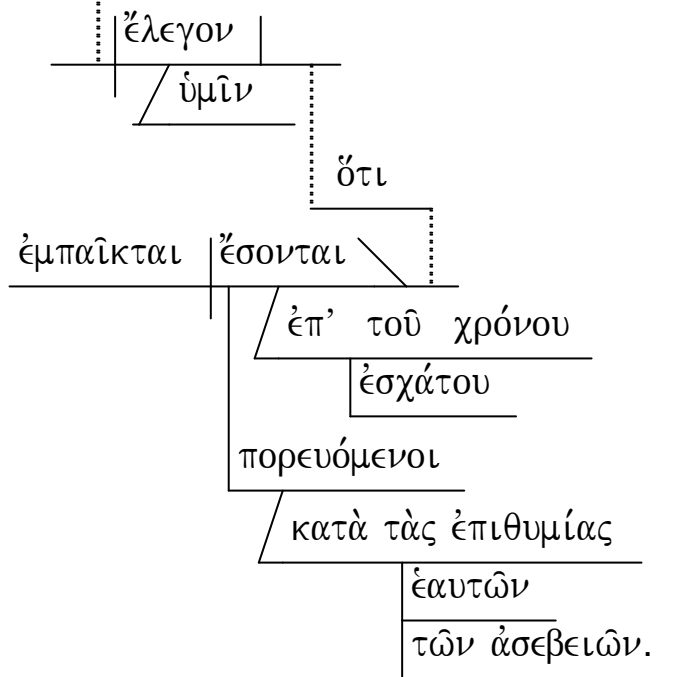 ἔλεγον
ὑμῖν
ὅτι
ἐμπαῖκται ἔσονται
ἐπ’ τοῦ χρόνου
ἐσχάτου
πορευόμενοι
κατὰ τὰς ἐπιθυμίας
ἑαυτῶν
τῶν ἀσεβειῶν.